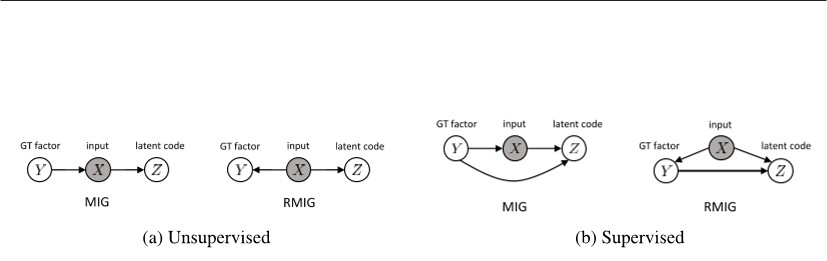 GT factor input latent code
Y X Z
MIG
GT factor input latent code
Y X Z
RMIG
(a) Unsupervised
GT factor input latent code
Y X Z
MIG
input
GT factor X latent code
Y Z
RMIG
(b) Supervised